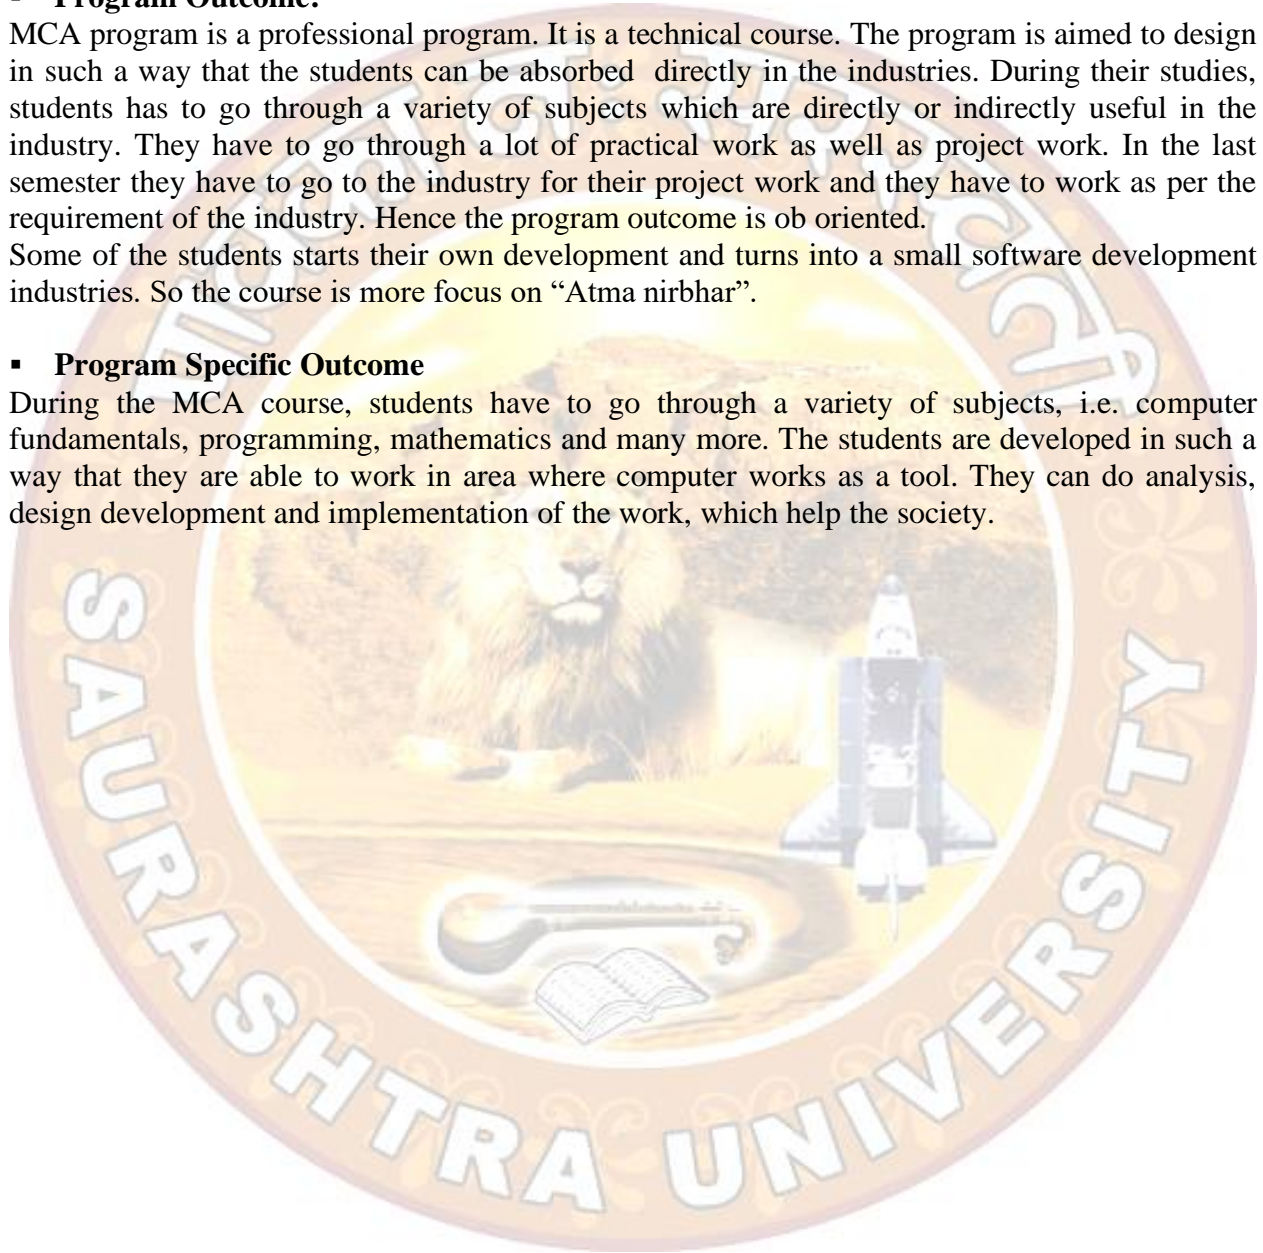 ▪ Program Outcome:
MCA program is a professional program. It is a technical course. The program is aimed to design
in such a way that the students can be absorbed directly in the industries. During their studies,
students has to go through a variety of subjects which are directly or indirectly useful in the
industry. They have to go through a lot of practical work as well as project work. In the last
semester they have to go to the industry for their project work and they have to work as per the
requirement of the industry. Hence the program outcome is ob oriented.
Some of the students starts their own development and turns into a small software development
industries. So the course is more focus on “Atma nirbhar”.
▪ Program Specific Outcome
During the MCA course, students have to go through a variety of subjects, i.e. computer
fundamentals, programming, mathematics and many more. The students are developed in such a
way that they are able to work in area where computer works as a tool. They can do analysis,
design development and implementation of the work, which help the society.
SAURASHTRA UNIVERSITY